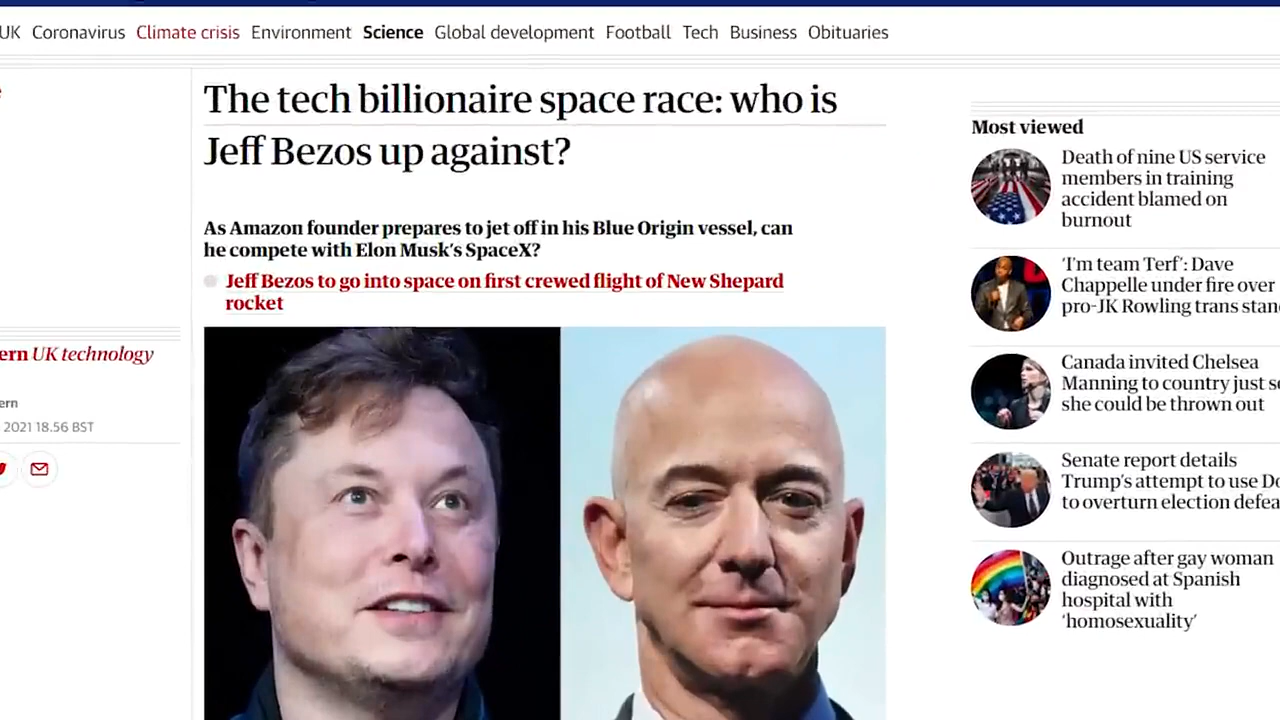 UK Coronavirus Climate crisis Environment Science Global development Football Tech Business Obituaries
The tech billionaire space race: who is
Jeff Bezos up against?
As Amazon founder prepares to jet off in his Blue Origin vessel, can
he compete with Elon Musk's SpaceX?
Jeff Bezos to go into space on first crewed flight of New Shepard
rocket
ern UK technology
ern
2021 18.56 BST
Most viewed
Death of nine US service
members in training
accident blamed on
burnout
'I'm team Terf': Dave
Chappelle under fire over
pro-JK Rowling trans stan
Canada invited Chelsea
Manning to country just s
she could be thrown out
Senate report details
Trump's attempt to use Do
to overturn election defea
Outrage after gay woman
diagnosed at Spanish
hospital with
'homosexuality'